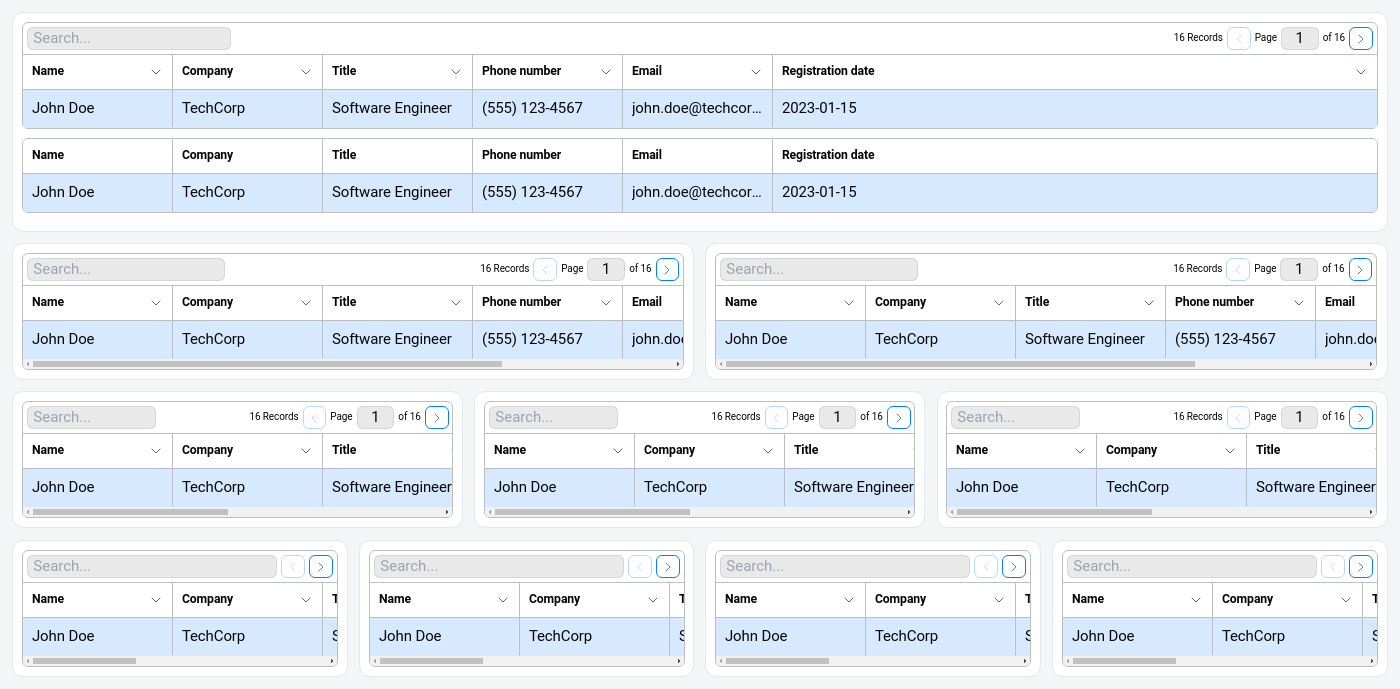 Search... 16 Records Page 1 of 16
Name Company Title Phone number Email Registration date
John Doe TechCorp Software Engineer (555) 123-4567 john.doe@techcor... 2023-01-15
Name Company Title Phone number Email Registration date
John Doe TechCorp Software Engineer (555) 123-4567 john.doe@techcor... 2023-01-15
Search... 16 Records Page 1 of 16
Name Company Title Phone number Email
John Doe TechCorp Software Engineer (555) 123-4567 john.do
Search... 16 Records Page 1 of 16
Name Company Title Phone number Email
John Doe TechCorp Software Engineer (555) 123-4567 john.do
Search... 16 Records Page 1 of 16
Name Company Title
John Doe TechCorp Software Engineer
Search... 16 Records Page 1 of 16
Name Company Title
John Doe TechCorp Software Engineer
Search... 16 Records Page 1 of 16
Name Company Title
John Doe TechCorp Software Engineer
Search...
Name Company
John Doe TechCorp
Search...
Name Company
John Doe TechCorp
Search...
Name Company
John Doe TechCorp
Search...
Name Company
John Doe TechCorp